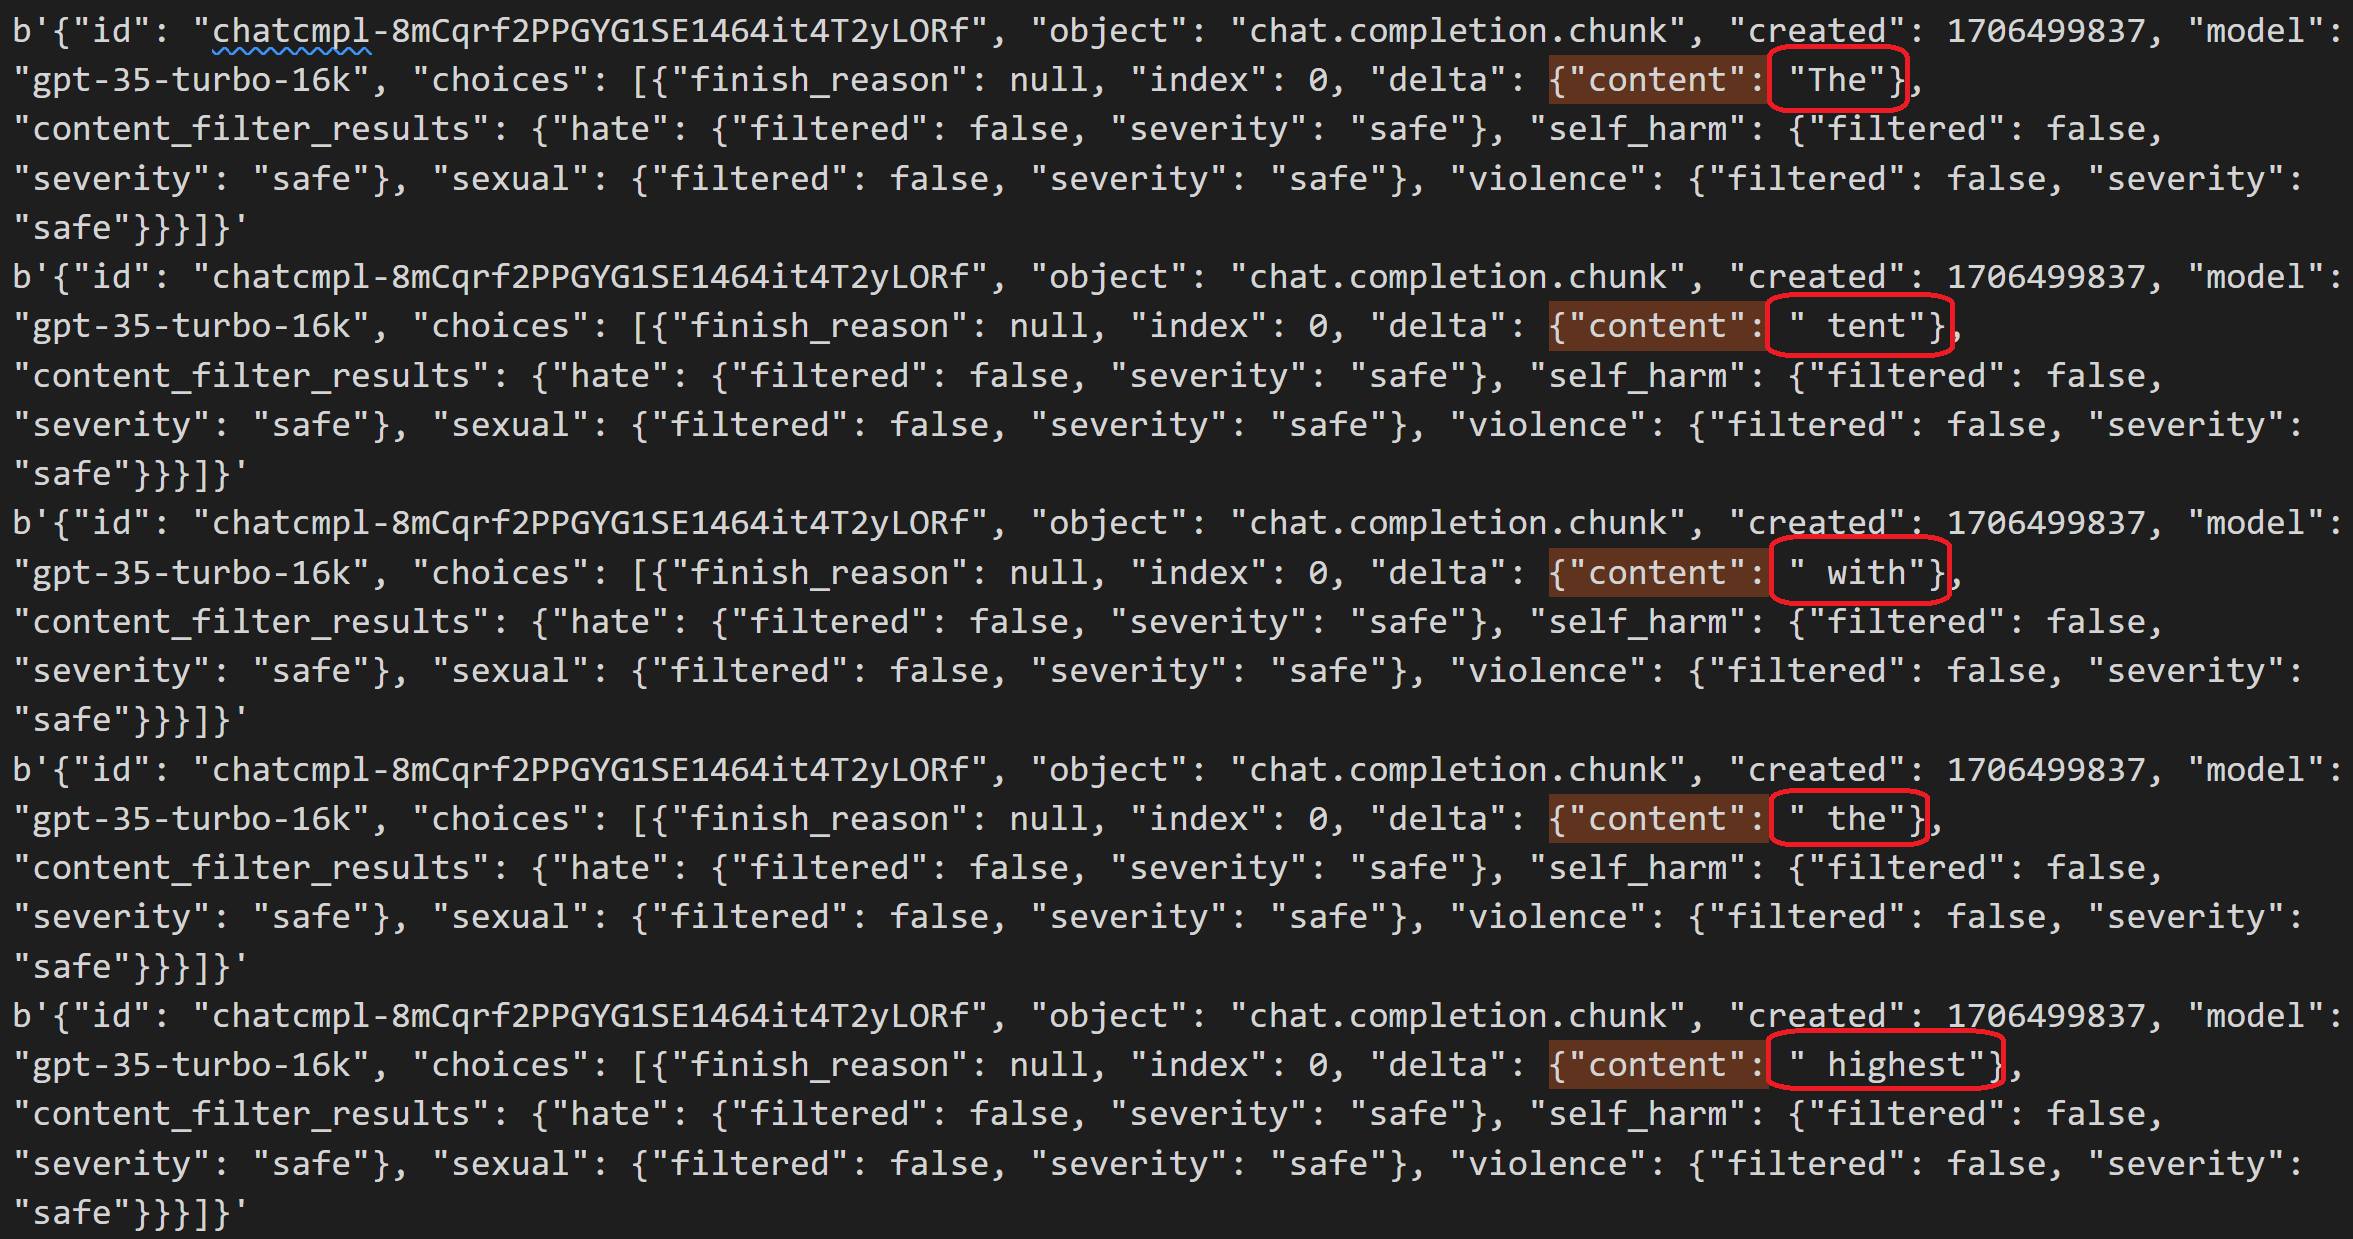 b'{"id": "chatcmpl-8mCqrf2PPGYG1SE1464it4T2yLORf", "object": "chat.completion.chunk", "created": 1706499837, "model":
"gpt-35-turbo-16k", "choices": [{"finish_reason": null, "index": 0, "delta": {"content": "The"},
"content_filter_results": {"hate": {"filtered": false, "severity": "safe"}, "self_harm": {"filtered": false,
"severity": "safe"}, "sexual": {"filtered": false, "severity": "safe"}, "violence": {"filtered": false, "severity":
"safe"}}}]}'
b'{"id": "chatcmpl-8mCqrf2PPGYG1SE1464it4T2yLORf", "object": "chat.completion.chunk", "created": 1706499837, "model":
"gpt-35-turbo-16k", "choices": [{"finish_reason": null, "index": 0, "delta": {"content": " tent"},
"content_filter_results": {"hate": {"filtered": false, "severity": "safe"}, "self_harm": {"filtered": false,
"severity": "safe"}, "sexual": {"filtered": false, "severity": "safe"}, "violence": {"filtered": false, "severity":
"safe"}}}]}'
b'{"id": "chatcmpl-8mCqrf2PPGYG1SE1464it4T2yLORf", "object": "chat.completion.chunk", "created": 1706499837, "model":
"gpt-35-turbo-16k", "choices": [{"finish_reason": null, "index": 0, "delta": {"content": " with"},
"content_filter_results": {"hate": {"filtered": false, "severity": "safe"}, "self_harm": {"filtered": false,
"severity": "safe"}, "sexual": {"filtered": false, "severity": "safe"}, "violence": {"filtered": false, "severity":
"safe"}}}]}'
b'{"id": "chatcmpl-8mCqrf2PPGYG1SE1464it4T2yLORf", "object": "chat.completion.chunk", "created": 1706499837, "model":
"gpt-35-turbo-16k", "choices": [{"finish_reason": null, "index": 0, "delta": {"content": " the"},
"content_filter_results": {"hate": {"filtered": false, "severity": "safe"}, "self_harm": {"filtered": false,
"severity": "safe"}, "sexual": {"filtered": false, "severity": "safe"}, "violence": {"filtered": false, "severity":
"safe"}}}]}'
b'{"id": "chatcmpl-8mCqrf2PPGYG1SE1464it4T2yLORf", "object": "chat.completion.chunk", "created": 1706499837, "model":
"gpt-35-turbo-16k", "choices": [{"finish_reason": null, "index": 0, "delta": {"content": " highest"},
"content_filter_results": {"hate": {"filtered": false, "severity": "safe"}, "self_harm": {"filtered": false,
"severity": "safe"}, "sexual": {"filtered": false, "severity": "safe"}, "violence": {"filtered": false, "severity":
"safe"}}}]}'